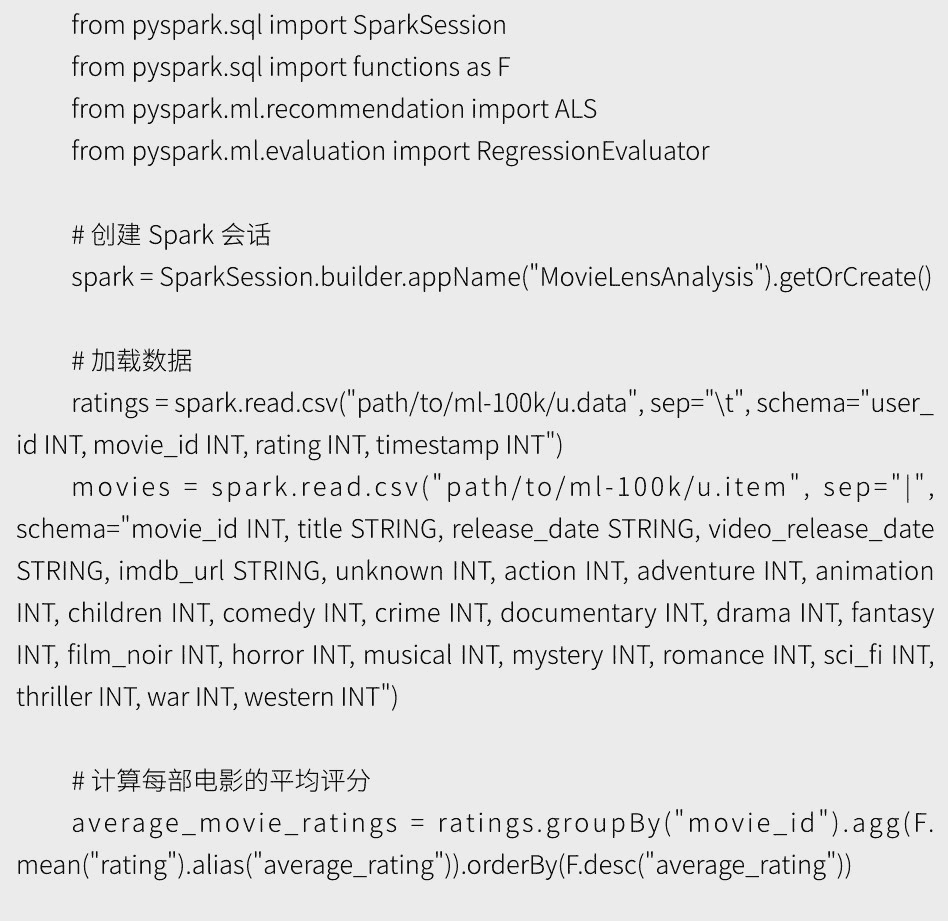 from pyspark.sql import SparkSession
from pyspark.sql import functions as F
from pyspark.ml.recommendation import ALS
from pyspark.ml.evaluation import RegressionEvaluator
# 创建 Spark 会话
spark = SparkSession.builder.appName("MovieLensAnalysis").getOrCreate()
# 加载数据
ratings = spark.read.csv("path/to/ml-100k/u.data", sep="\t", schema="user_
id INT, movie_id INT, rating INT, timestamp INT")
movies = spark.read.csv("path/to/ml-100k/u.item", sep="|",
schema="movie_id INT, title STRING, release_date STRING, video_release_date
STRING, imdb_url STRING, unknown INT, action INT, adventure INT, animation
INT, children INT, comedy INT, crime INT, documentary INT, drama INT, fantasy
INT, film_noir INT, horror INT, musical INT, mystery INT, romance INT, sci_fi INT,
thriller INT, war INT, western INT")
# 计算每部电影的平均评分
average_movie_ratings = ratings.groupBy("movie_id").agg(F.
mean("rating").alias("average_rating")).orderBy(F.desc("average_rating"))